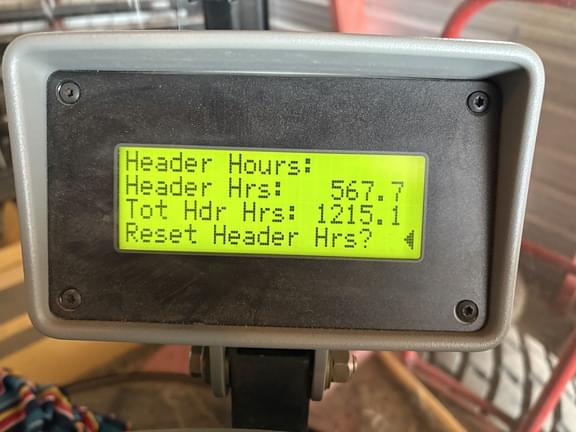 Header Hours:
Header Hrs: 567.7
Tot Hdr Hrs: 1215.1
Reset Header Hrs?